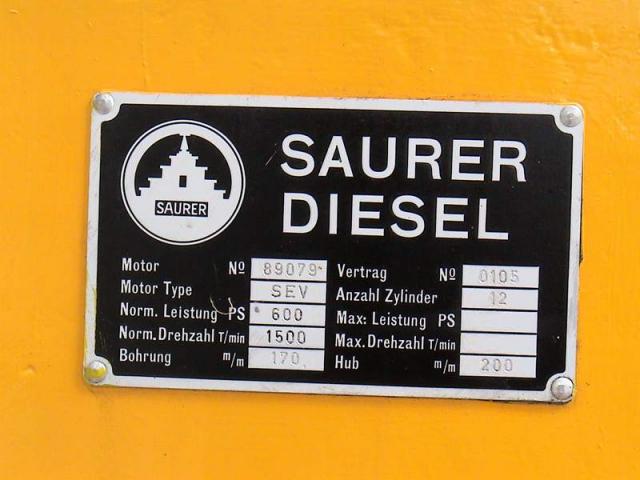 SAURER
SAURER
DIESEL
Motor Nº 89079 Vertrag Nº 0105
Motor Type SEV Anzahl Zylinder 12
Norm. Leistung PS 600 Max: Leistung PS
Norm. Drehzahl T/min 1500 Max. Drehzahl T/min
Bohrung m/m 170 Hub m/m 200